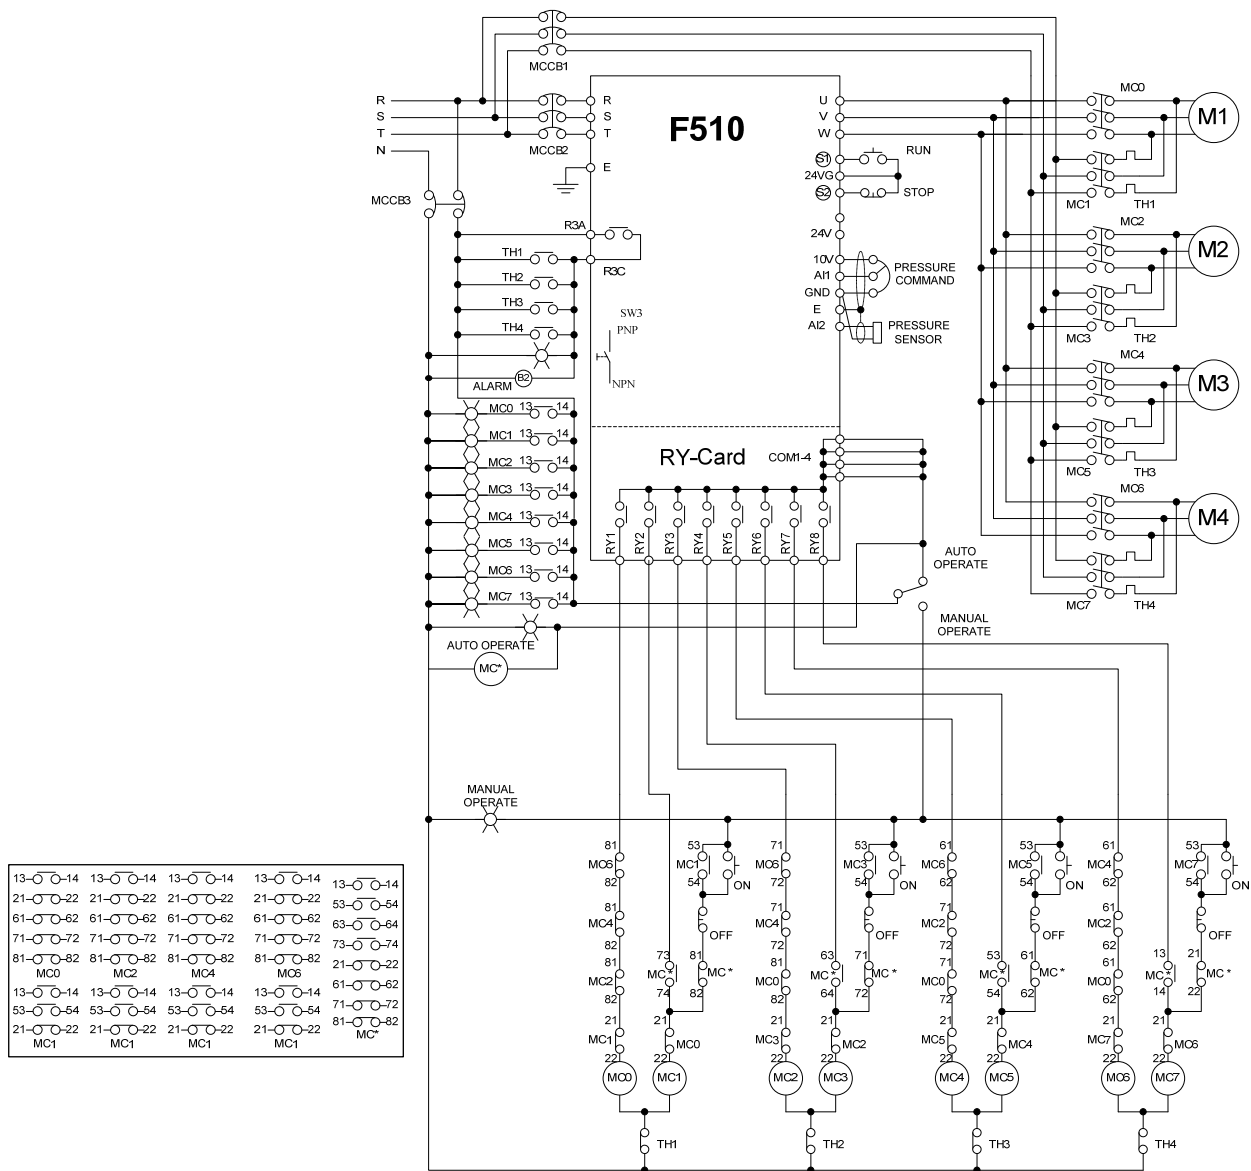 MCCB1
R
S
T
N
MCCB2
R
S
T
E
F510
U
V
W
S1
24VG
S2
RUN
STOP
24V
10V
AI1
GND
E
AI2
PRESSURE
COMMAND
PRESSURE
SENSOR
MC0
M1
MC1
TH1
MC2
M2
MC3
TH2
MC4
M3
MC5
TH3
MC6
M4
MC7
TH4
MCCB3
R3A
R3C
TH1
TH2
TH3
TH4
SW3
PNP
NPN
ALARM
B2
MC0 13 14
MC1 13 14
MC2 13 14
MC3 13 14
MC4 13 14
MC5 13 14
MC6 13 14
MC7 13 14
RY-Card
COM1-4
RY1
RY2
RY3
RY4
RY5
RY6
RY7
RY8
AUTO
OPERATE
MANUAL
OPERATE
AUTO OPERATE
MC*
MANUAL
OPERATE
81
MC6
82
81
MC4
82
81
MC2
82
21
MC1
22
MC0
73
MC*
74
21
MC0
22
MC1
53
MC1
54
ON
OFF
81
MC*
82
TH1
71
MC6
72
71
MC4
72
81
MC0
82
21
MC3
22
MC2
63
MC*
64
21
MC2
22
MC3
53
MC3
54
ON
OFF
71
MC*
72
TH2
61
MC6
62
71
MC2
72
71
MC0
72
21
MC5
22
MC4
53
MC*
54
21
MC4
22
MC5
53
MC5
54
ON
OFF
61
MC*
62
TH3
61
MC4
62
61
MC2
62
61
MC0
62
21
MC7
22
MC6
13
MC*
14
21
MC6
22
MC7
53
MC7
54
ON
OFF
21
MC*
22
TH4
13 14 13 14 13 14 13 14
21 22 21 22 21 22 21 22
61 62 61 62 61 62 61 62
71 72 71 72 71 72 71 72
81 82 81 82 81 82 81 82
MC0 MC2 MC4 MC6
13 14 13 14 13 14 13 14
53 54 53 54 53 54 53 54
21 22 21 22 21 22 21 22
MC1 MC1 MC1 MC1
13 14
53 54
63 64
73 74
21 22
61 62
71 72
81 82
MC*